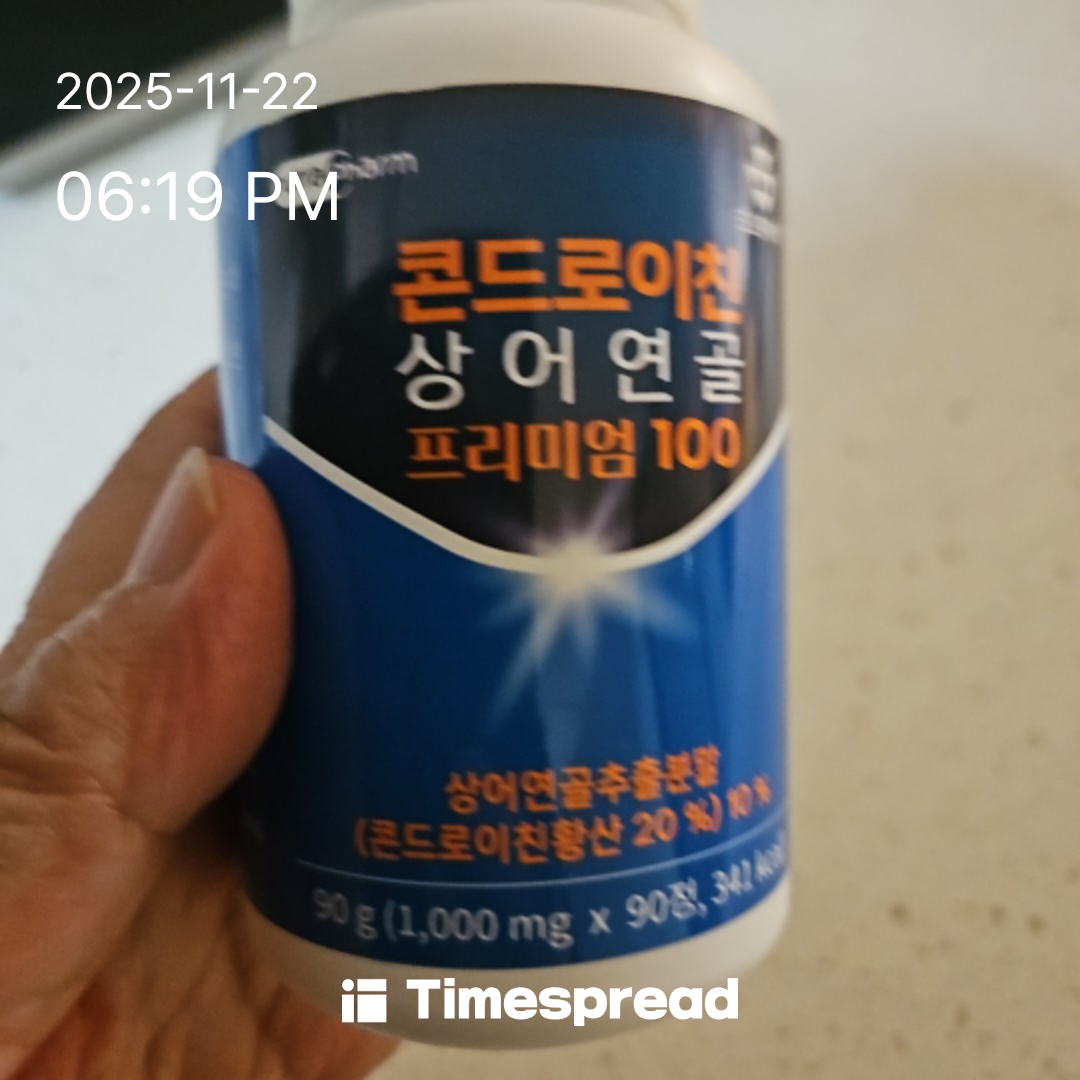 2025-11-22
06:19 PM
콘드로이친
상어연골
프리미엄 100
상어연골추출분말
(콘드로이친황산 20 %) 10 %
90 g (1,000 mg x 90정, 341 kcal
Timespread